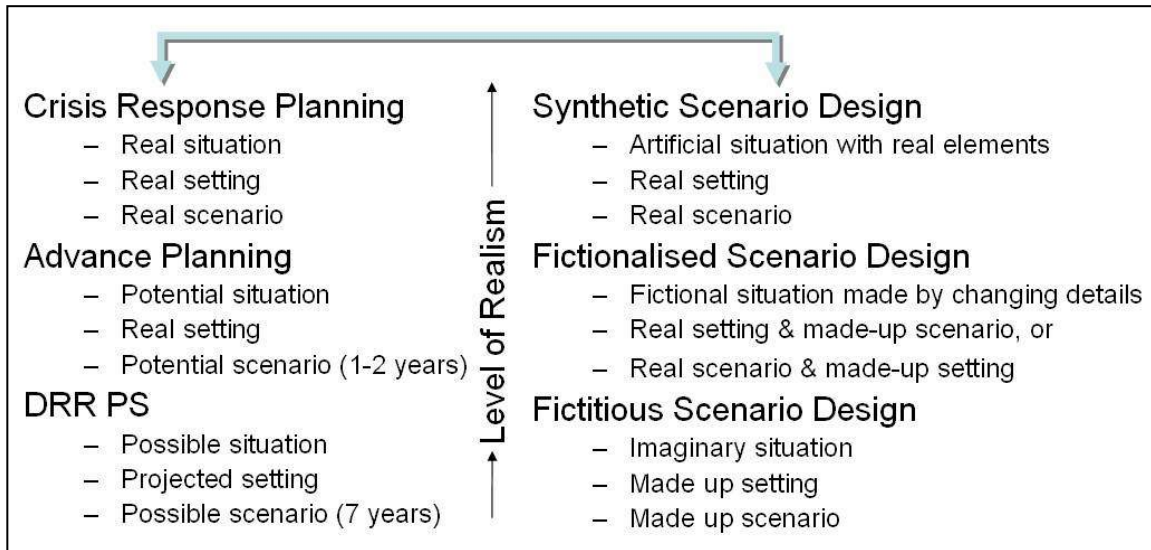 Crisis Response Planning
– Real situation
– Real setting
– Real scenario
Advance Planning
– Potential situation
– Real setting
– Potential scenario (1-2 years)
DRR PS
– Possible situation
– Projected setting
– Possible scenario (7 years)
Level of Realism
Synthetic Scenario Design
– Artificial situation with real elements
– Real setting
– Real scenario
Fictionalised Scenario Design
– Fictional situation made by changing details
– Real setting & made-up scenario, or
– Real scenario & made-up setting
Fictitious Scenario Design
– Imaginary situation
– Made up setting
– Made up scenario